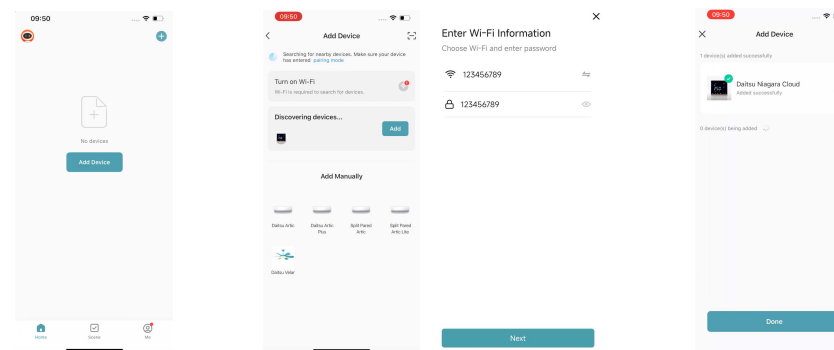 09:50
No devices
Add Device
Home
Scene
Me
09:50
Add Device
Searching for nearby devices. Make sure your device
has entered pairing mode.
Turn on Wi-Fi
Wi-Fi is required to search for devices.
Discovering devices...
Add
Add Manually
Daitsu Artic
Daitsu Artic
Plus
Split Pared
Artic
Split Pared
Artic Lite
Daitsu Velar
Enter Wi-Fi Information
Choose Wi-Fi and enter password
123456789
123456789
Next
09:50
Add Device
1 device(s) added successfully
Daitsu Niagara Cloud
Added successfully
0 device(s) being added
Done